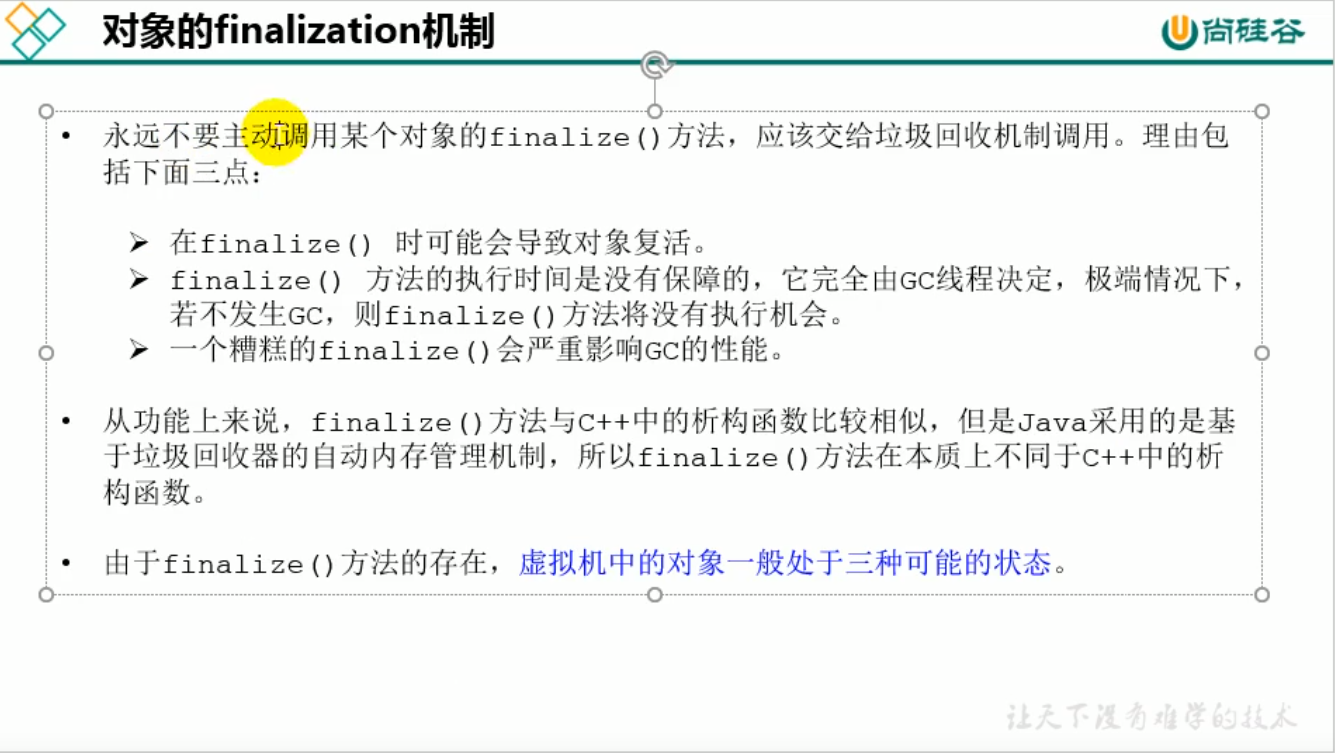 对象的finalization机制
尚硅谷
• 永远不要主动调用某个对象的finalize()方法，应该交给垃圾回收机制调用。理由包
括下面三点：
➢ 在finalize() 时可能会导致对象复活。
➢ finalize() 方法的执行时间是没有保障的，它完全由GC线程决定，极端情况下，
若不发生GC，则finalize()方法将没有执行机会。
➢ 一个糟糕的finalize()会严重影响GC的性能。
• 从功能上来说，finalize()方法与C++中的析构函数比较相似，但是Java采用的是基
于垃圾回收器的自动内存管理机制，所以finalize()方法在本质上不同于C++中的析
构函数。
• 由于finalize()方法的存在，虚拟机中的对象一般处于三种可能的状态。
让天下没有难学的技术